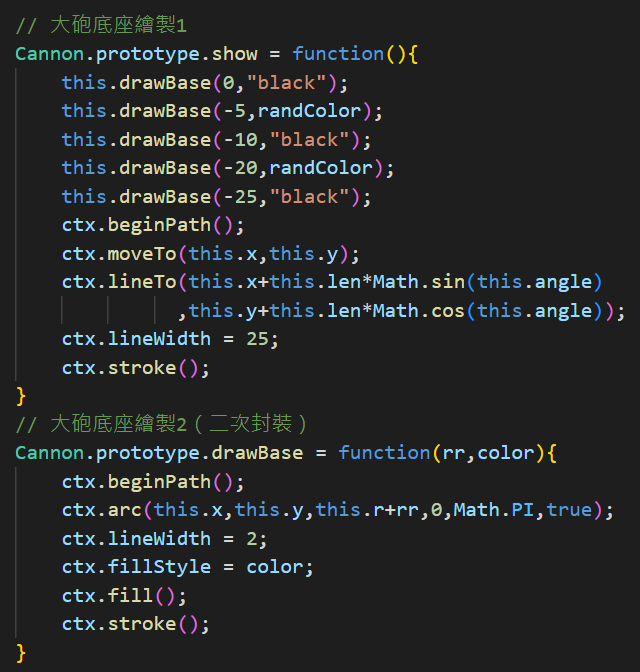 // 大砲底座繪製1
Cannon.prototype.show = function(){
    this.drawBase(0,"black");
    this.drawBase(-5,randColor);
    this.drawBase(-10,"black");
    this.drawBase(-20,randColor);
    this.drawBase(-25,"black");
    ctx.beginPath();
    ctx.moveTo(this.x,this.y);
    ctx.lineTo(this.x+this.len*Math.sin(this.angle)
              ,this.y+this.len*Math.cos(this.angle));
    ctx.lineWidth = 25;
    ctx.stroke();
}
// 大砲底座繪製2（二次封裝）
Cannon.prototype.drawBase = function(rr,color){
    ctx.beginPath();
    ctx.arc(this.x,this.y,this.r+rr,0,Math.PI,true);
    ctx.lineWidth = 2;
    ctx.fillStyle = color;
    ctx.fill();
    ctx.stroke();
}